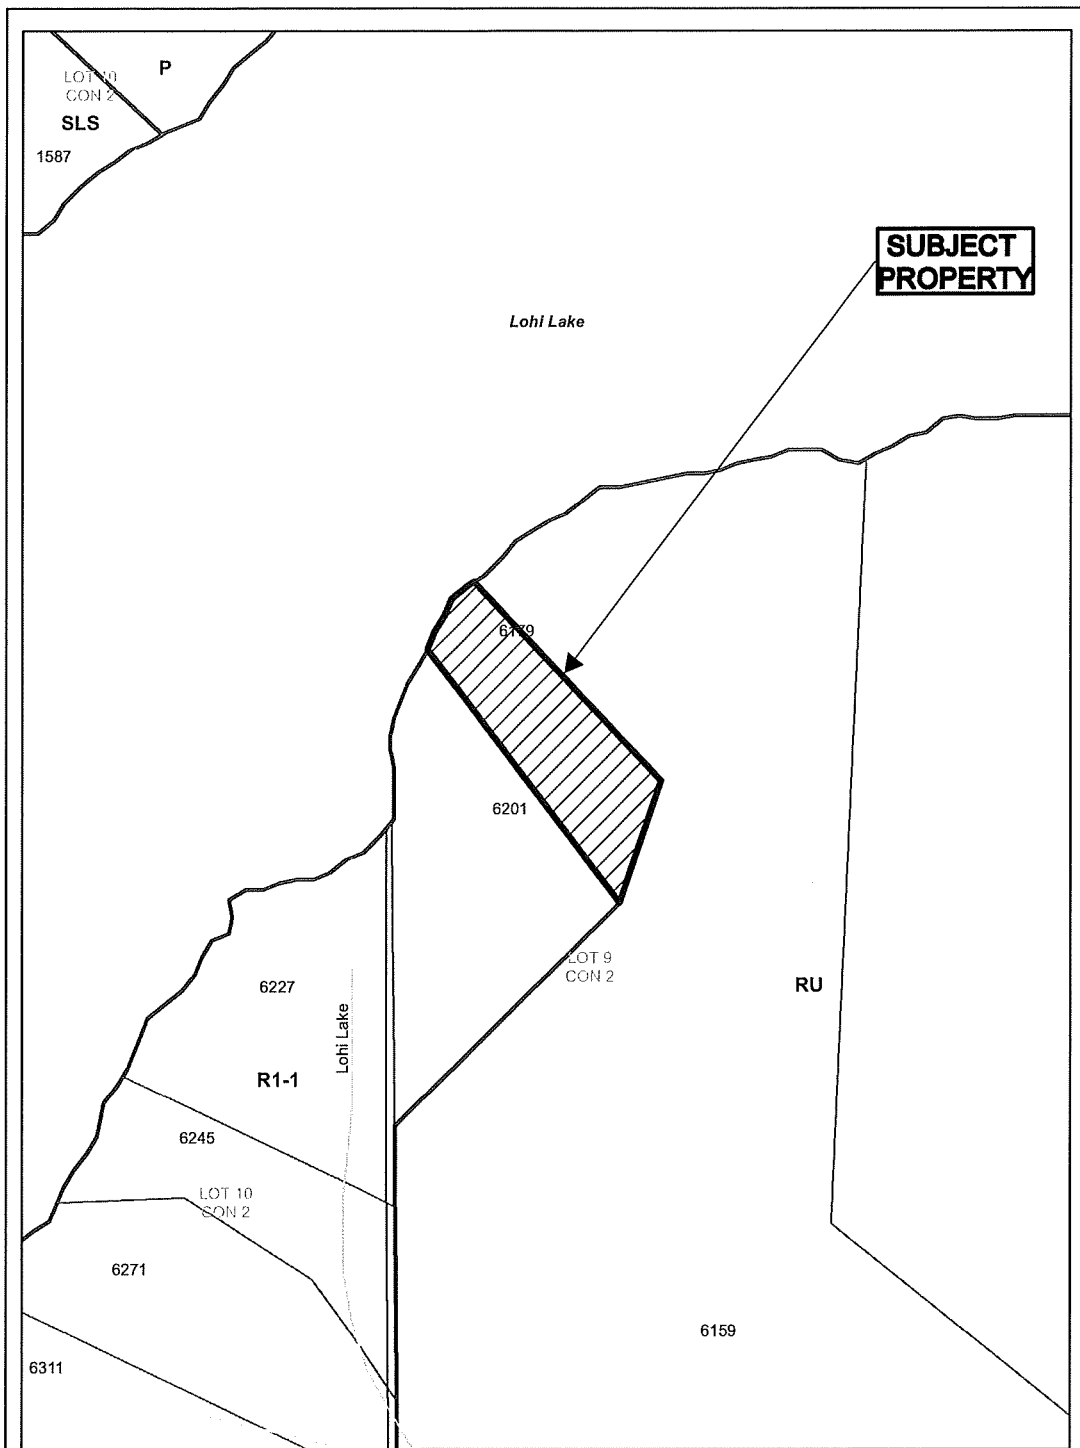 P
LOT 10
CON 2
SLS
1587
SUBJECT
PROPERTY
Lohi Lake
6179
6201
LOT 9
CON 2
6227
RU
Lohi Lake
R1-1
6245
LOT 10
CON 2
6271
6159
6311